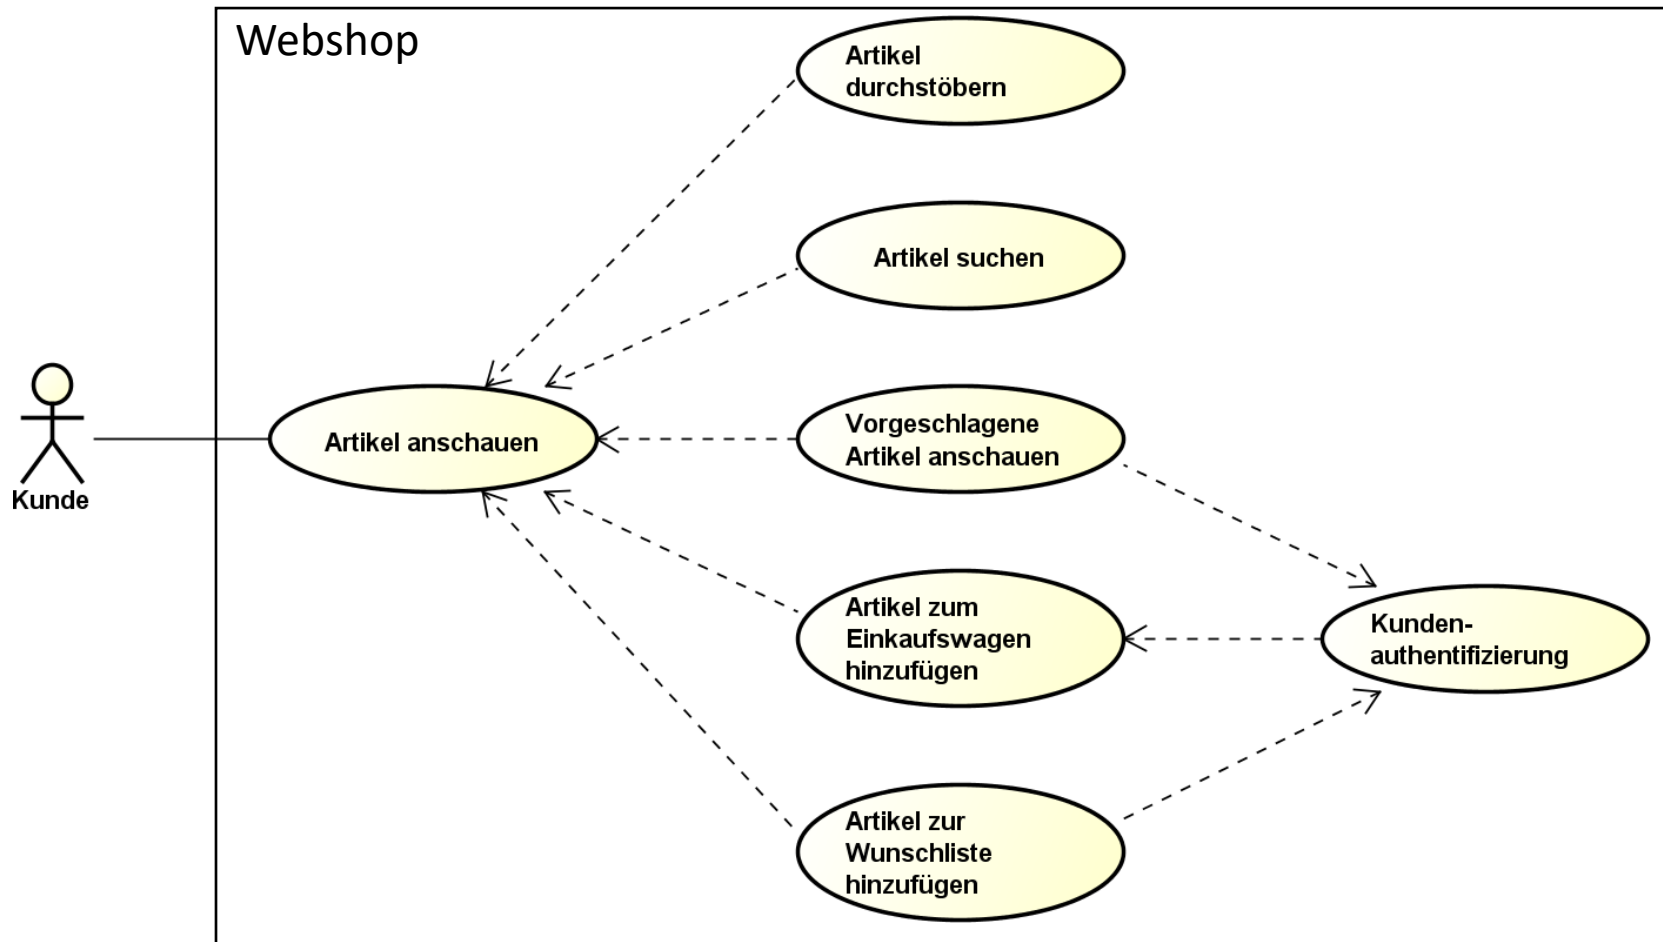 Webshop
Artikel
durchstöbern
Artikel suchen
Kunde
Artikel anschauen
Vorgeschlagene
Artikel anschauen
Artikel zum
Einkaufswagen
hinzufügen
Kunden-
authentifizierung
Artikel zur
Wunschliste
hinzufügen